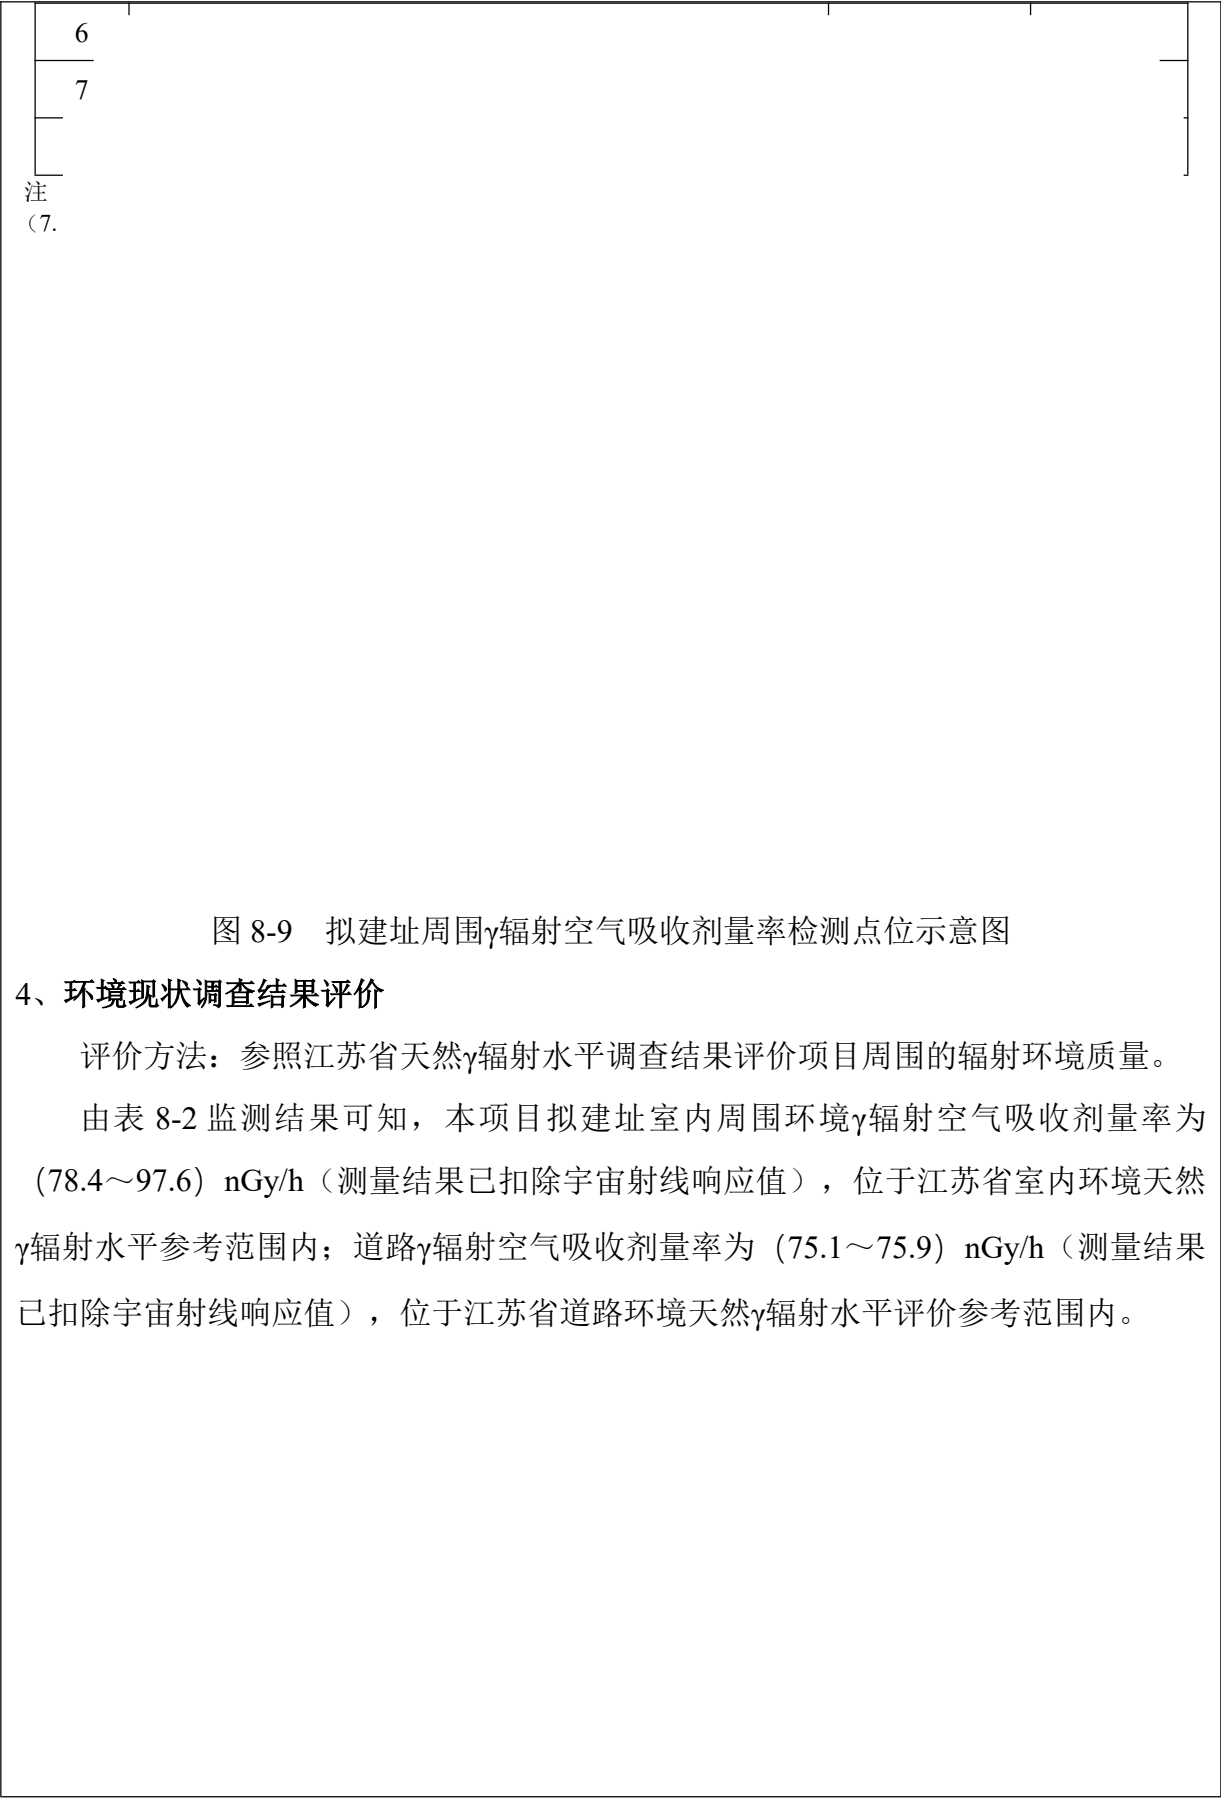 6
7
注
（7.
图 8-9　拟建址周围γ辐射空气吸收剂量率检测点位示意图
4、环境现状调查结果评价
评价方法：参照江苏省天然γ辐射水平调查结果评价项目周围的辐射环境质量。
由表 8-2 监测结果可知，本项目拟建址室内周围环境γ辐射空气吸收剂量率为
（78.4～97.6）nGy/h（测量结果已扣除宇宙射线响应值），位于江苏省室内环境天然
γ辐射水平参考范围内；道路γ辐射空气吸收剂量率为（75.1～75.9）nGy/h（测量结果
已扣除宇宙射线响应值），位于江苏省道路环境天然γ辐射水平评价参考范围内。